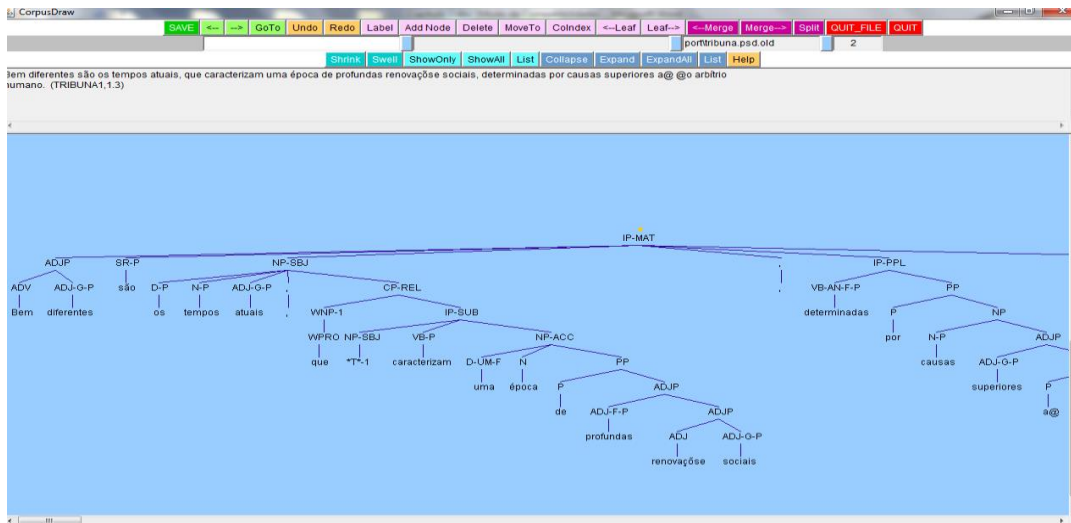 CorpusDraw
SAVE <-- --> GoTo Undo Redo Label Add Node Delete MoveTo CoIndex <--Leaf Leaf--> <--Merge Merge--> Split QUIT_FILE QUIT
port\tribuna.psd.old 2
Shrink Swell ShowOnly ShowAll List Collapse Expand ExpandAll List Help
Bem diferentes são os tempos atuais, que caracterizam uma época de profundas renovaçõse sociais, determinadas por causas superiores a@ @o arbítrio
humano. (TRIBUNA1,1.3)
IP-MAT
ADJP SR-P NP-SBJ . IP-PPL
ADV ADJ-G-P são D-P N-P ADJ-G-P , CP-REL , VB-AN-F-P PP
Bem diferentes os tempos atuais , WNP-1 IP-SUB determinadas P NP
WPRO NP-SBJ VB-P NP-ACC por N-P ADJP
que *T*-1 caracterizam D-UM-F N PP causas ADJ-G-P
uma época P ADJP superiores P
de ADJ-F-P ADJP a@
profundas ADJ ADJ-G-P
renovaçõse sociais